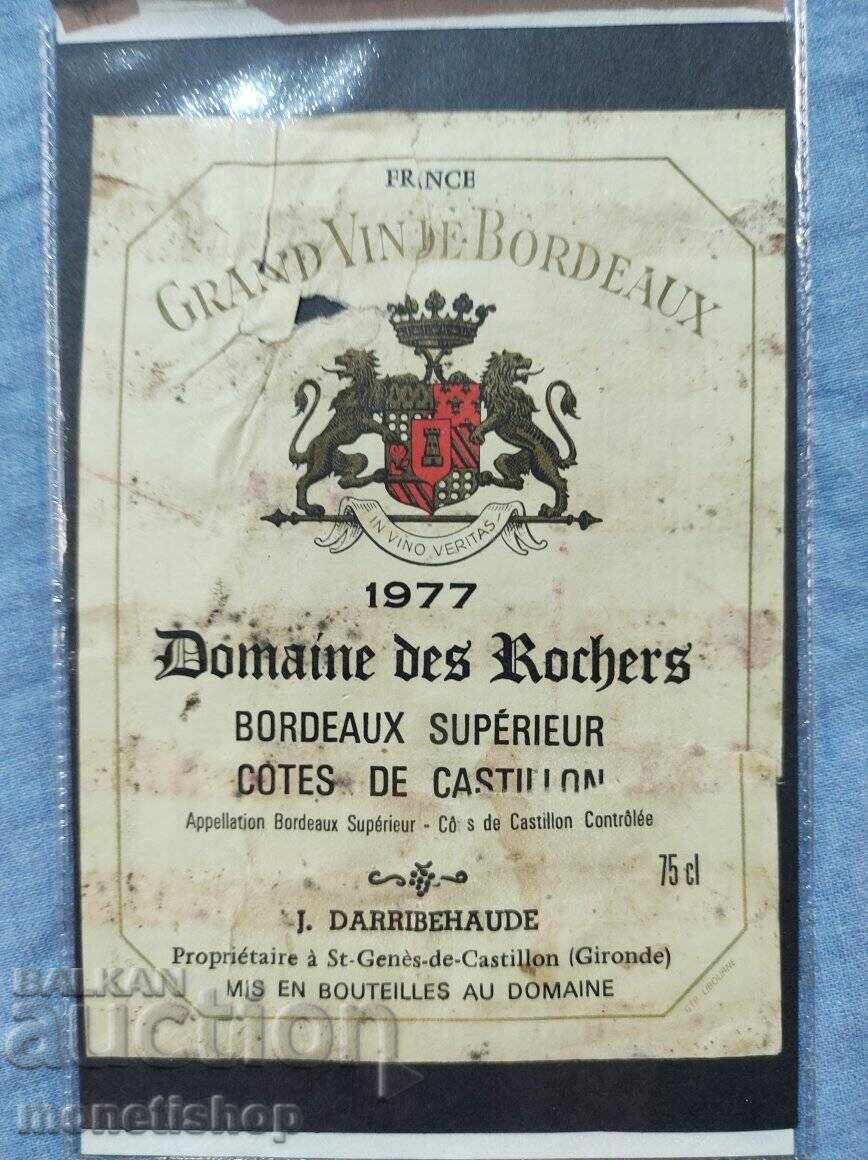 FRANCE
GRAND VIN DE BORDEAUX
IN VINO VERITAS
1977
Domaine des Rochers
BORDEAUX SUPÉRIEUR
COTES DE CASTILLON
Appellation Bordeaux Supérieur - Côtes de Castillon Contrôlée
75 cl
J. DARRIBEHAUDE
Propriétaire à St-Genès-de-Castillon (Gironde)
MIS EN BOUTEILLES AU DOMAINE
LIBOURNE
BALKAN
auction
monetishop